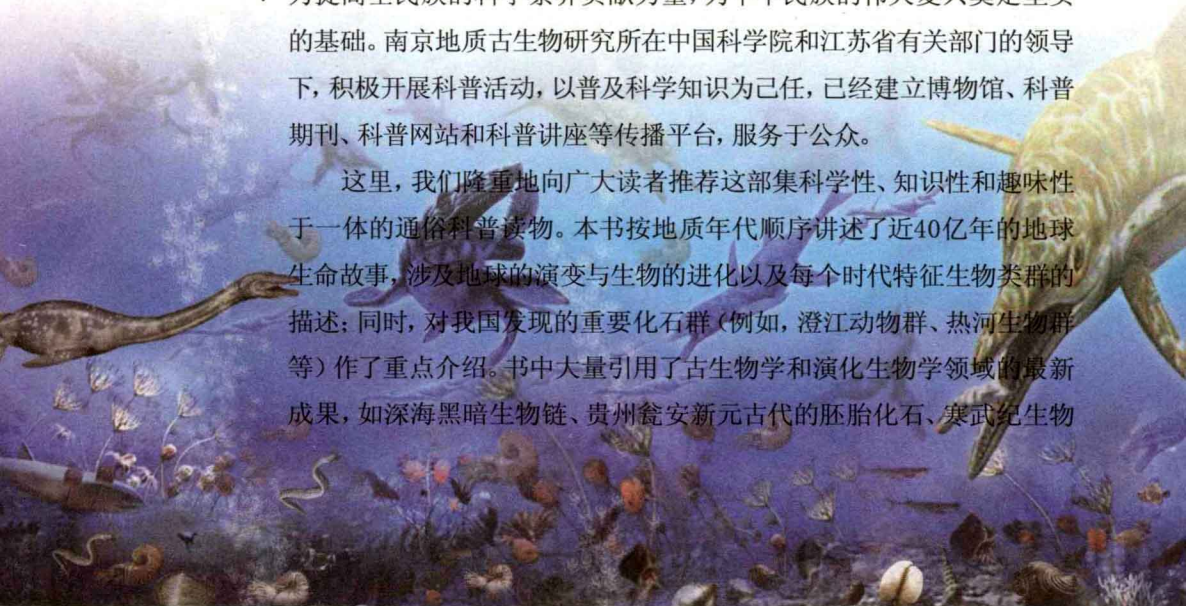 的基础。南京地质古生物研究所在中国科学院和江苏省有关部门的领导
下，积极开展科普活动，以普及科学知识为己任，已经建立博物馆、科普
期刊、科普网站和科普讲座等传播平台，服务于公众。
这里，我们隆重地向广大读者推荐这部集科学性、知识性和趣味性
于一体的通俗科普读物。本书按地质年代顺序讲述了近40亿年的地球
生命故事，涉及地球的演变与生物的进化以及每个时代特征生物类群的
描述；同时，对我国发现的重要化石群（例如，澄江动物群、热河生物群
等）作了重点介绍。书中大量引用了古生物学和演化生物学领域的最新
成果，如深海黑暗生物链、贵州瓮安新元古代的胚胎化石、寒武纪生物